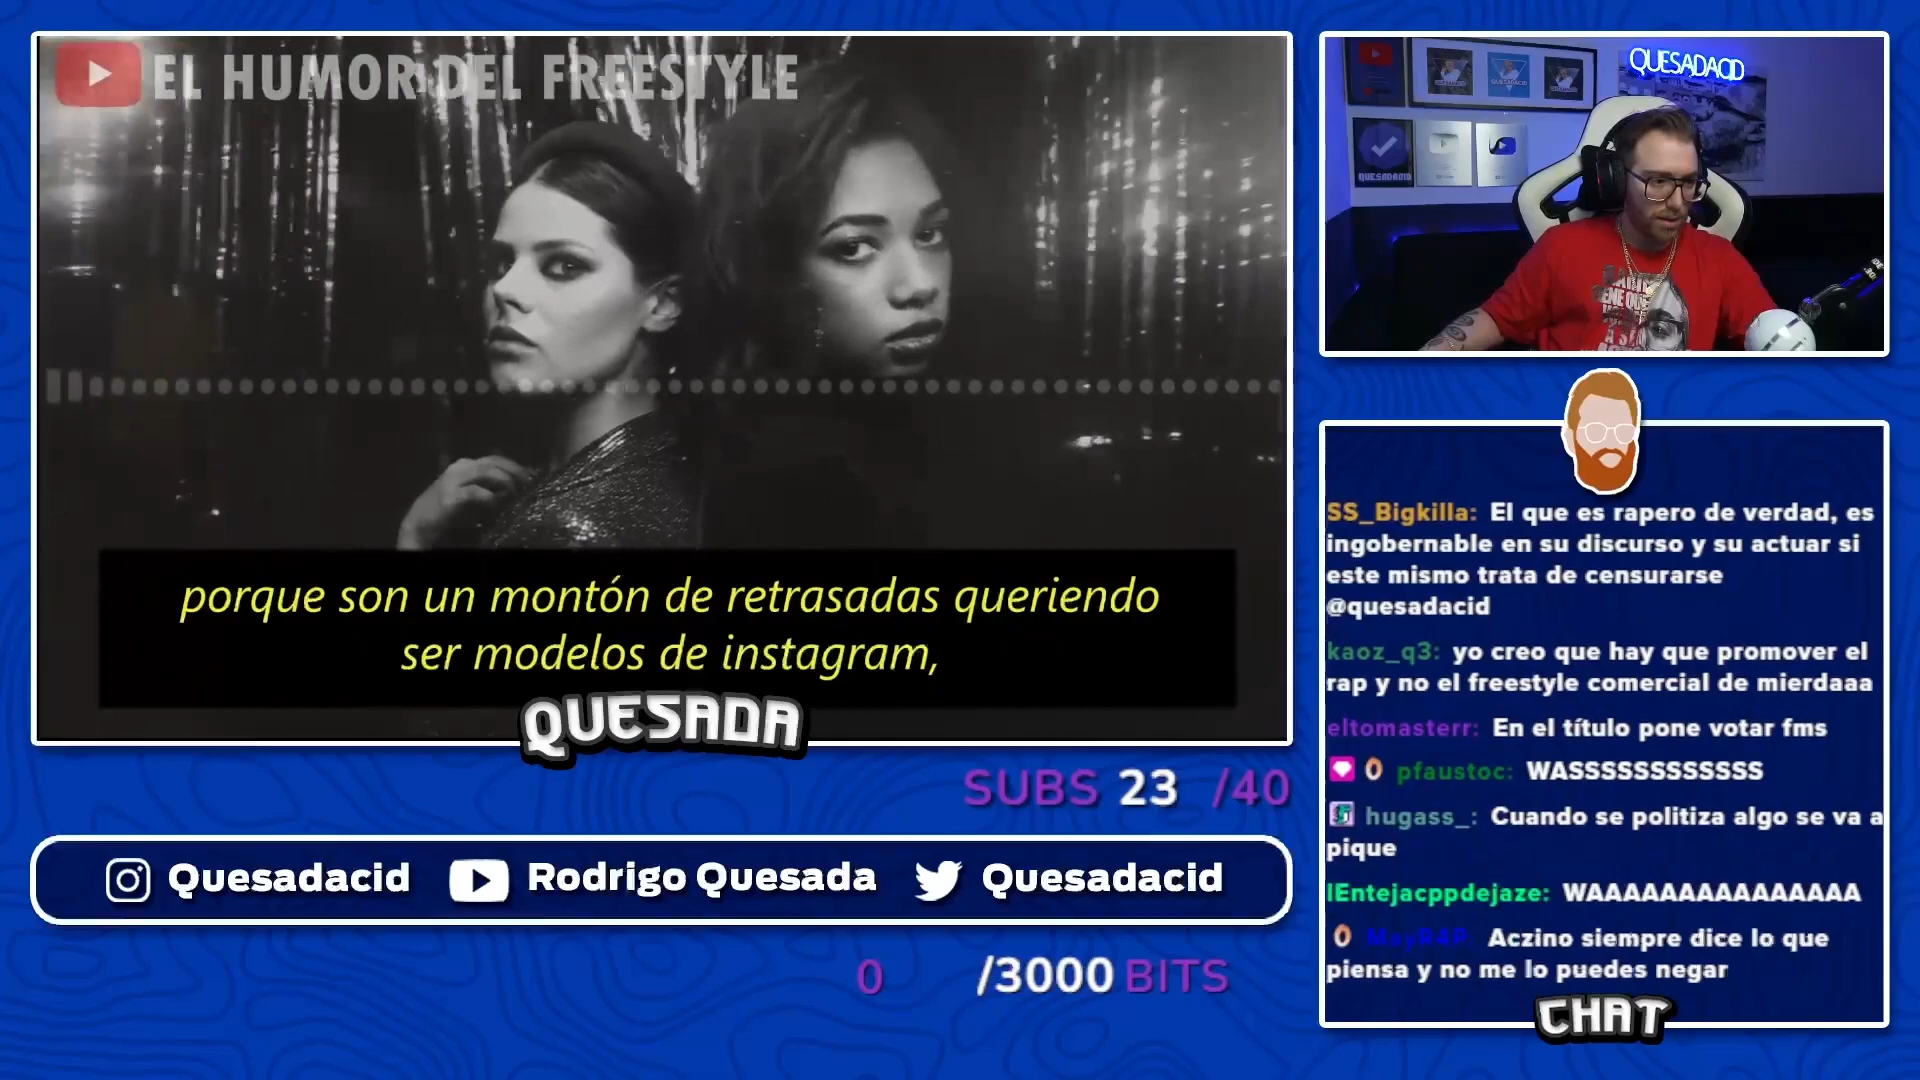 EL HUMOR DEL FREESTYLE
porque son un montón de retrasadas queriendo
ser modelos de instagram,
QUESADA
SUBS 23 /40
Quesadacid Rodrigo Quesada Quesadacid
0 /3000 BITS
QUESADACID
QUESADACID
SS_Bigkilla: El que es rapero de verdad, es
ingobernable en su discurso y su actuar si
este mismo trata de censurarse
@quesadacid
kaoz_q3: yo creo que hay que promover el
rap y no el freestyle comercial de mierdaaa
eltomasterr: En el título pone votar fms
pfaustoc: WASSSSSSSSSSSS
hugass_: Cuando se politiza algo se va a
pique
lEntejacppdejaze: WAAAAAAAAAAAAAAA
MayR4P: Aczino siempre dice lo que
piensa y no me lo puedes negar
CHAT